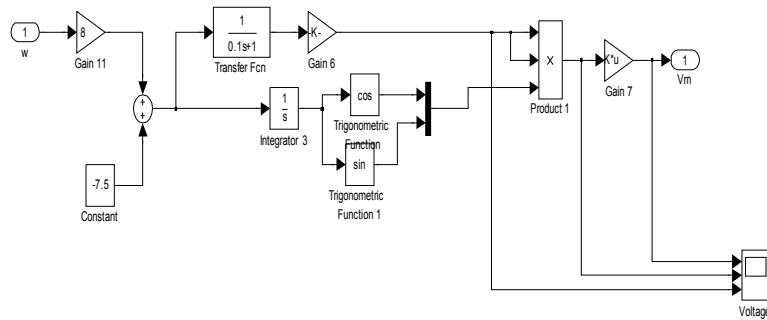 1
w
8
Gain 11
+
+
-7.5
Constant
1
0.1s+1
Transfer Fcn
-K-
Gain 6
1
s
Integrator 3
cos
Trigonometric
Function
sin
Trigonometric
Function 1
X
Product 1
K*u
Gain 7
1
Vm
Voltage